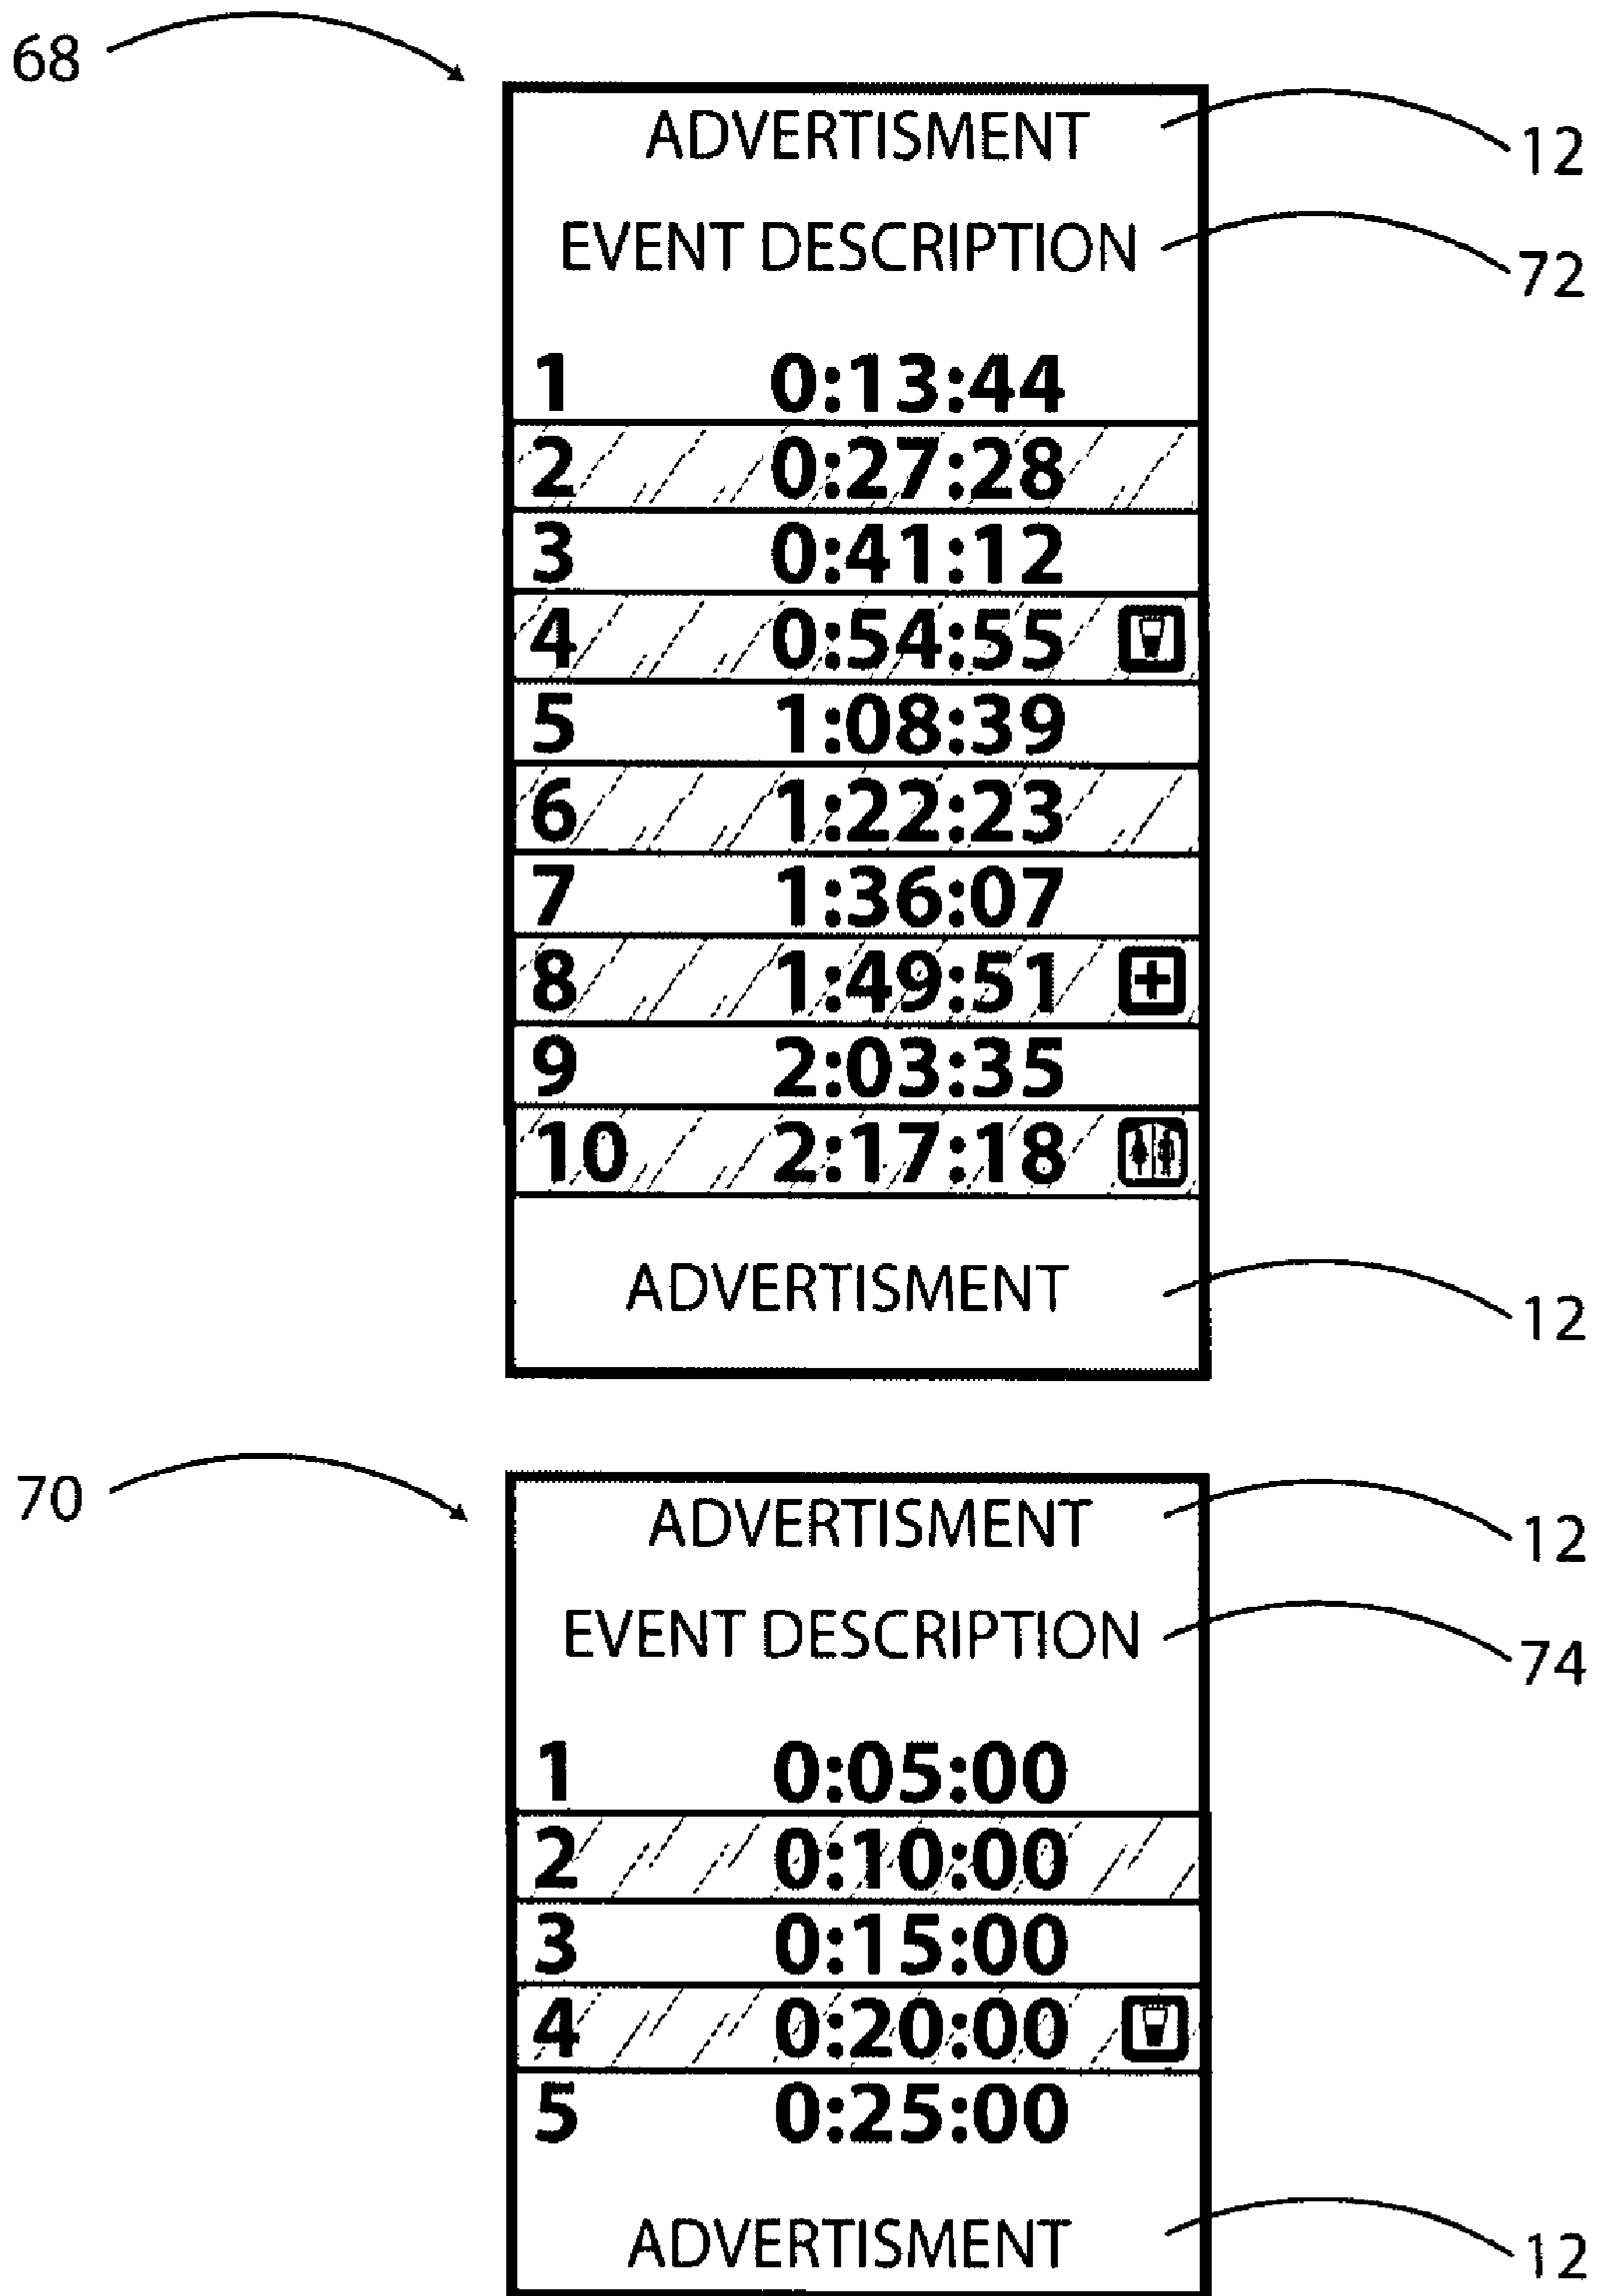 68
ADVERTISMENT 12
EVENT DESCRIPTION 72
1 0:13:44
2 0:27:28
3 0:41:12
4 0:54:55
5 1:08:39
6 1:22:23
7 1:36:07
8 1:49:51
9 2:03:35
10 2:17:18
ADVERTISMENT 12
70
ADVERTISMENT 12
EVENT DESCRIPTION 74
1 0:05:00
2 0:10:00
3 0:15:00
4 0:20:00
5 0:25:00
ADVERTISMENT 12